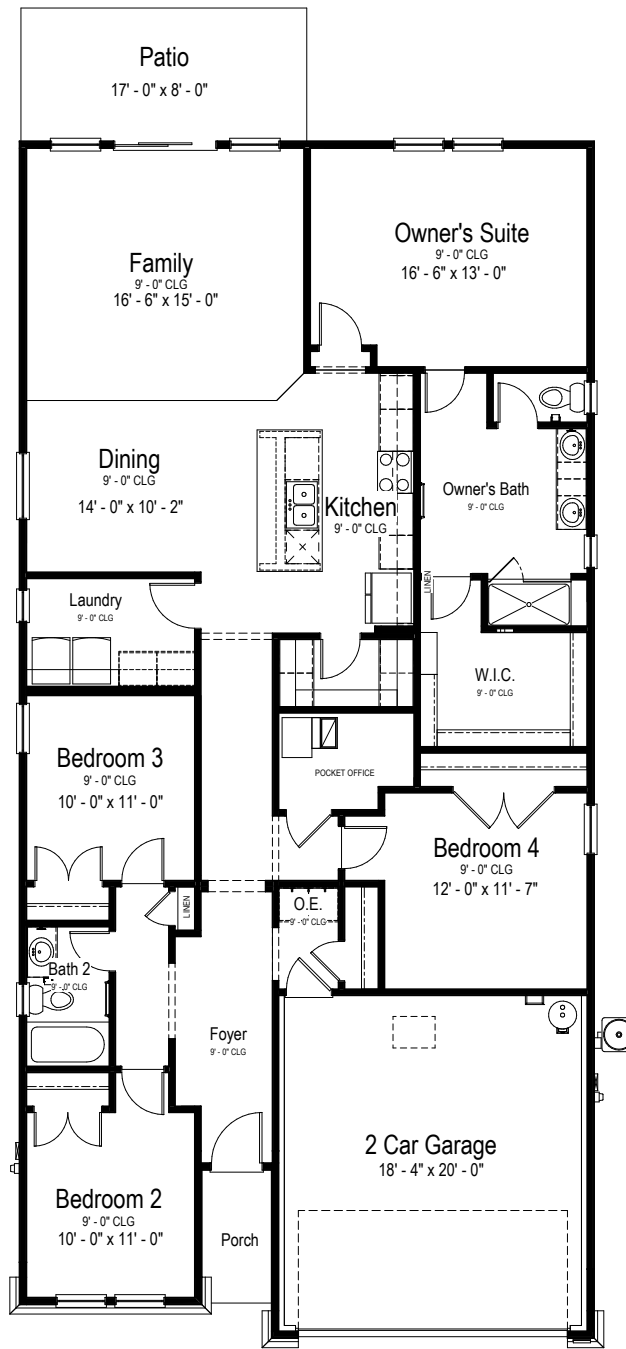 Patio
17' - 0" x 8' - 0"
Family
9' - 0" CLG
16' - 6" x 15' - 0"
Owner's Suite
9' - 0" CLG
16' - 6" x 13' - 0"
Dining
9' - 0" CLG
14' - 0" x 10' - 2"
Kitchen
9' - 0" CLG
Owner's Bath
9' - 0" CLG
LINEN
Laundry
9' - 0" CLG
W.I.C.
9' - 0" CLG
POCKET OFFICE
Bedroom 3
9' - 0" CLG
10' - 0" x 11' - 0"
Bedroom 4
9' - 0" CLG
12' - 0" x 11' - 7"
LINEN
O.E.
9' - 0" CLG
Bath 2
9' - 0" CLG
Foyer
9' - 0" CLG
2 Car Garage
18' - 4" x 20' - 0"
Bedroom 2
9' - 0" CLG
10' - 0" x 11' - 0"
Porch